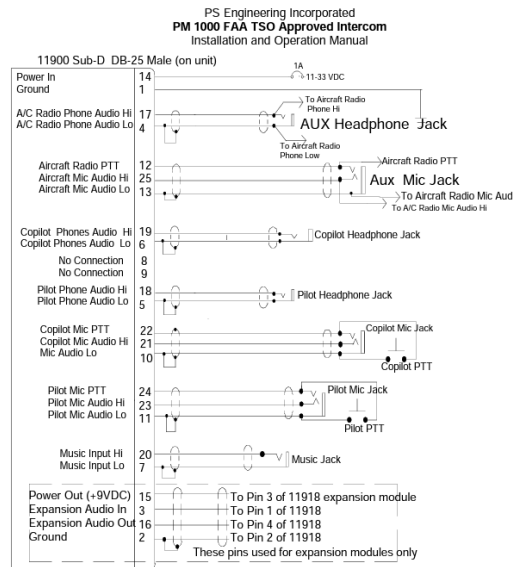 PS Engineering Incorporated
PM 1000 FAA TSO Approved Intercom
Installation and Operation Manual
11900 Sub-D DB-25 Male (on unit)
Power In 14 1A 11-33 VDC
Ground 1
To Aircraft Radio
Phone Hi
A/C Radio Phone Audio Hi 17
A/C Radio Phone Audio Lo 4 AUX Headphone Jack
To Aircraft Radio
Phone Low
Aircraft Radio PTT 12 Aircraft Radio PTT
Aircraft Mic Audio Hi 25 Aux Mic Jack
Aircraft Mic Audio Lo 13 To Aircraft Radio Mic Aud
To A/C Radio Mic Audio Hi
Copilot Phones Audio Hi 19 Copilot Headphone Jack
Copilot Phones Audio Lo 6
No Connection 8
No Connection 9
Pilot Phone Audio Hi 18 Pilot Headphone Jack
Pilot Phone Audio Lo 5
Copilot Mic PTT 22 Copilot Mic Jack
Copilot Mic Audio Hi 21
Mic Audio Lo 10
Copilot PTT
Pilot Mic PTT 24 Pilot Mic Jack
Pilot Mic Audio Hi 23
Pilot Mic Audio Lo 11
Pilot PTT
Music Input Hi 20 Music Jack
Music Input Lo 7
Power Out (+9VDC) 15 To Pin 3 of 11918 expansion module
Expansion Audio In 3 To Pin 1 of 11918
Expansion Audio Out 16 To Pin 4 of 11918
Ground 2 To Pin 2 of 11918
These pins used for expansion modules only